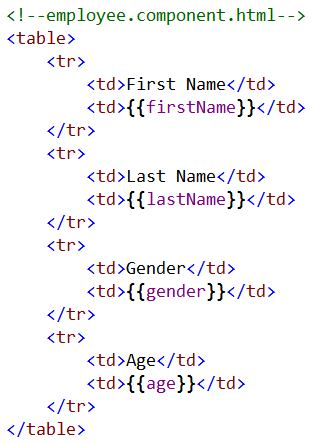 <!--employee.component.html-->
<table>
    <tr>
        <td>First Name</td>
        <td>{{firstName}}</td>
    </tr>
    <tr>
        <td>Last Name</td>
        <td>{{lastName}}</td>
    </tr>
    <tr>
        <td>Gender</td>
        <td>{{gender}}</td>
    </tr>
    <tr>
        <td>Age</td>
        <td>{{age}}</td>
    </tr>
</table>